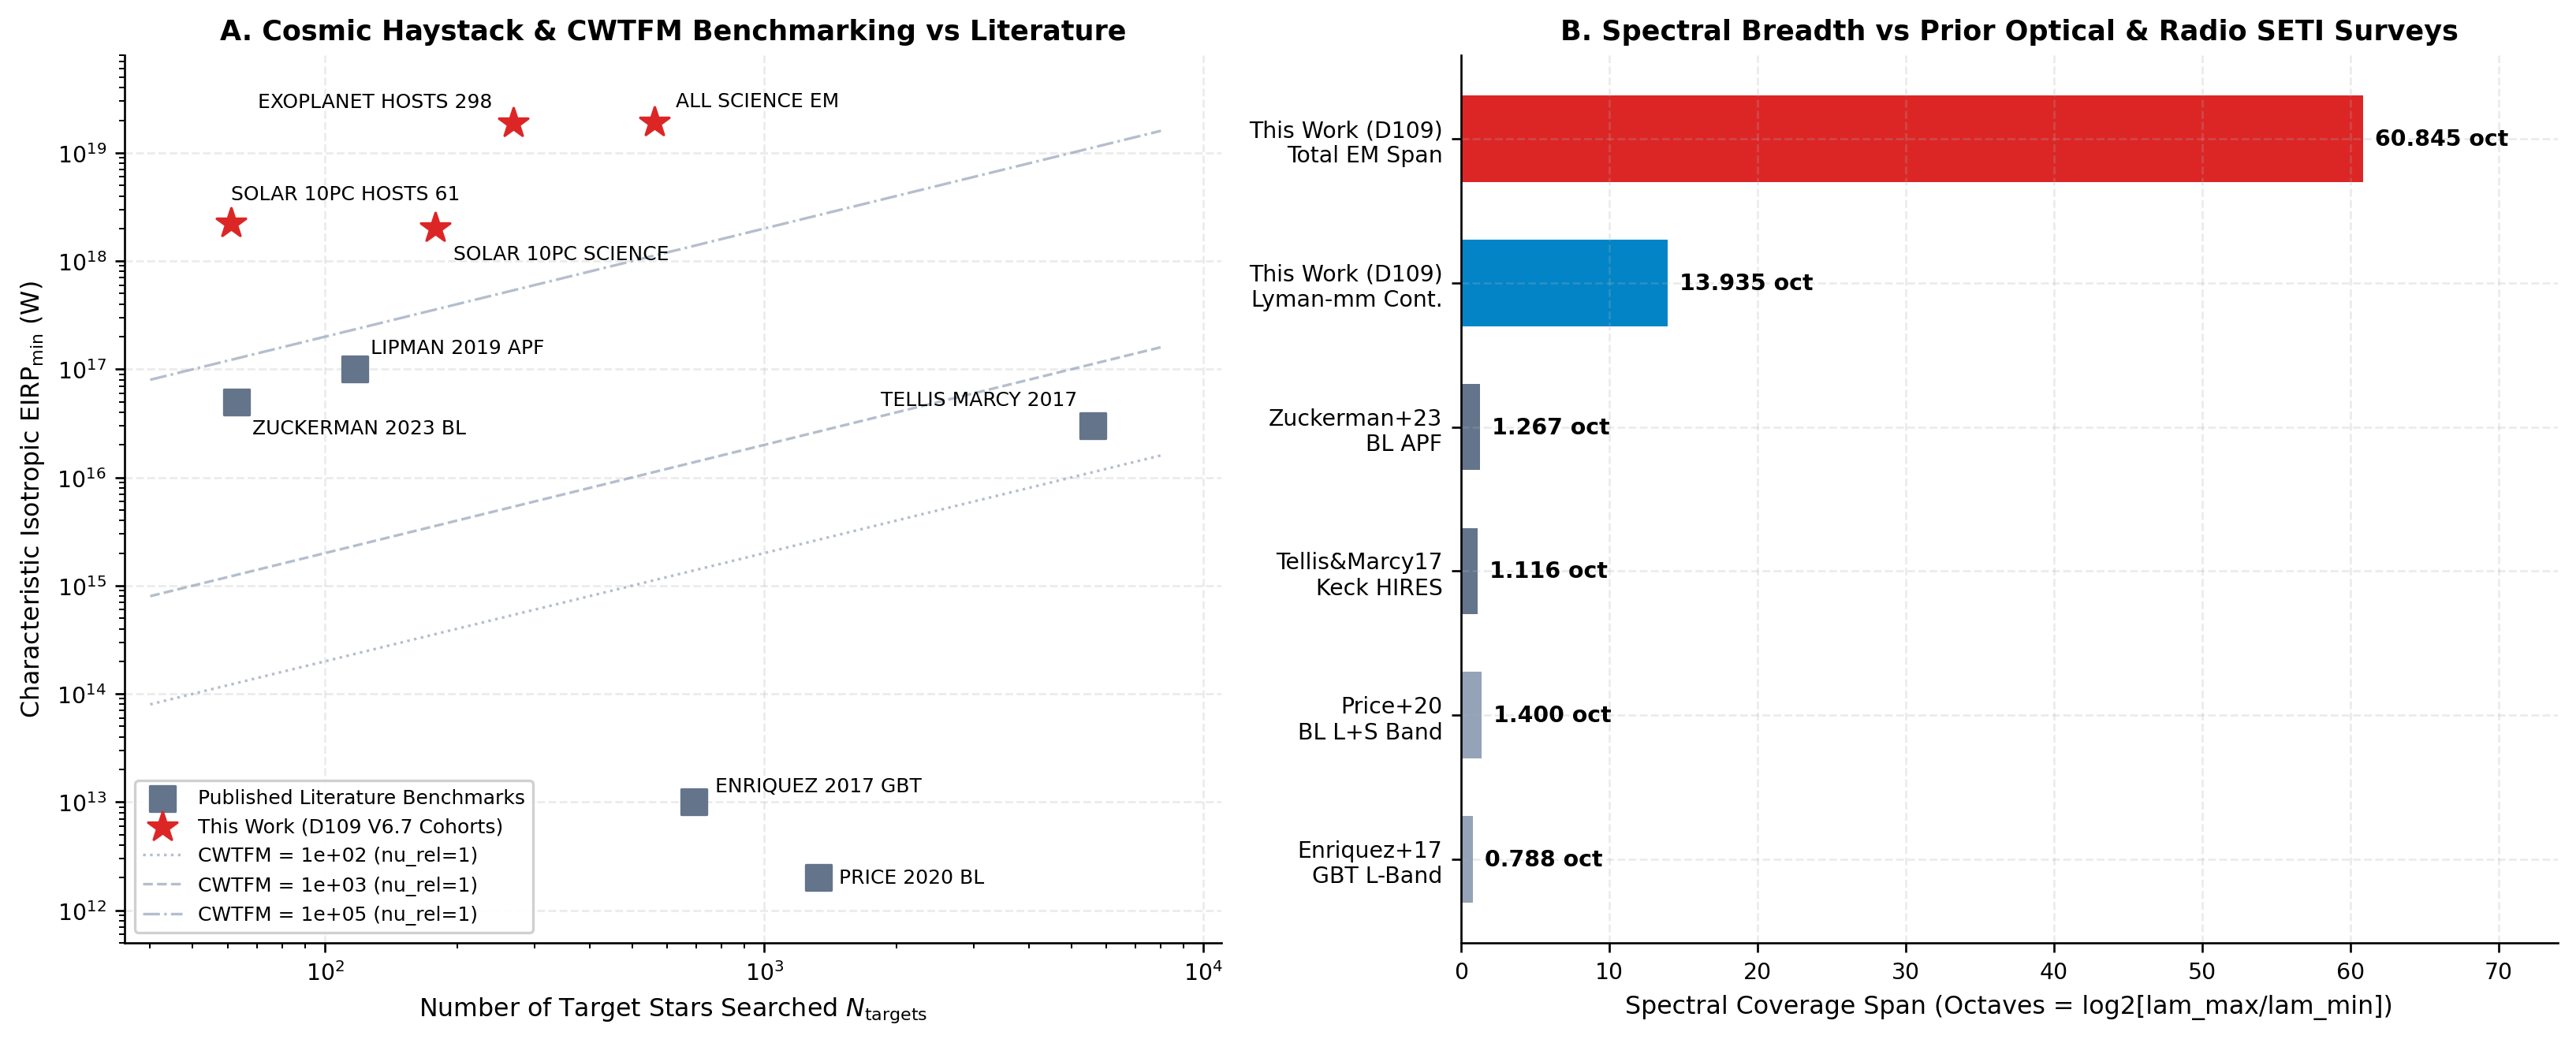 A. Cosmic Haystack & CWTFM Benchmarking vs Literature
Characteristic Isotropic EIRPmin (W)
10^19
10^18
10^17
10^16
10^15
10^14
10^13
10^12
EXOPLANET HOSTS 298
ALL SCIENCE EM
SOLAR 10PC HOSTS 61
SOLAR 10PC SCIENCE
LIPMAN 2019 APF
ZUCKERMAN 2023 BL
TELLIS MARCY 2017
ENRIQUEZ 2017 GBT
PRICE 2020 BL
Published Literature Benchmarks
This Work (D109 V6.7 Cohorts)
CWTFM = 1e+02 (nu_rel=1)
CWTFM = 1e+03 (nu_rel=1)
CWTFM = 1e+05 (nu_rel=1)
10^2 10^3 10^4
Number of Target Stars Searched Ntargets
B. Spectral Breadth vs Prior Optical & Radio SETI Surveys
This Work (D109)
Total EM Span
60.845 oct
This Work (D109)
Lyman-mm Cont.
13.935 oct
Zuckerman+23
BL APF
1.267 oct
Tellis&Marcy17
Keck HIRES
1.116 oct
Price+20
BL L+S Band
1.400 oct
Enriquez+17
GBT L-Band
0.788 oct
0 10 20 30 40 50 60 70
Spectral Coverage Span (Octaves = log2[lam_max/lam_min])